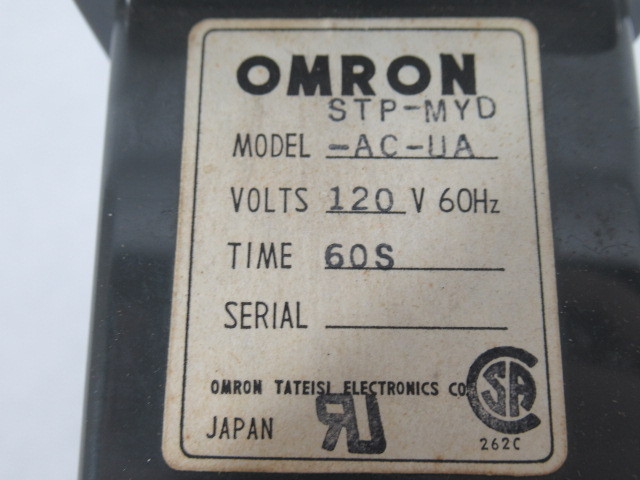 OMRON
STP-MYD
MODEL -AC-UA
VOLTS 120 V 60Hz
TIME 60S
SERIAL
OMRON TATEISI ELECTRONICS CO.
JAPAN
SA
262C